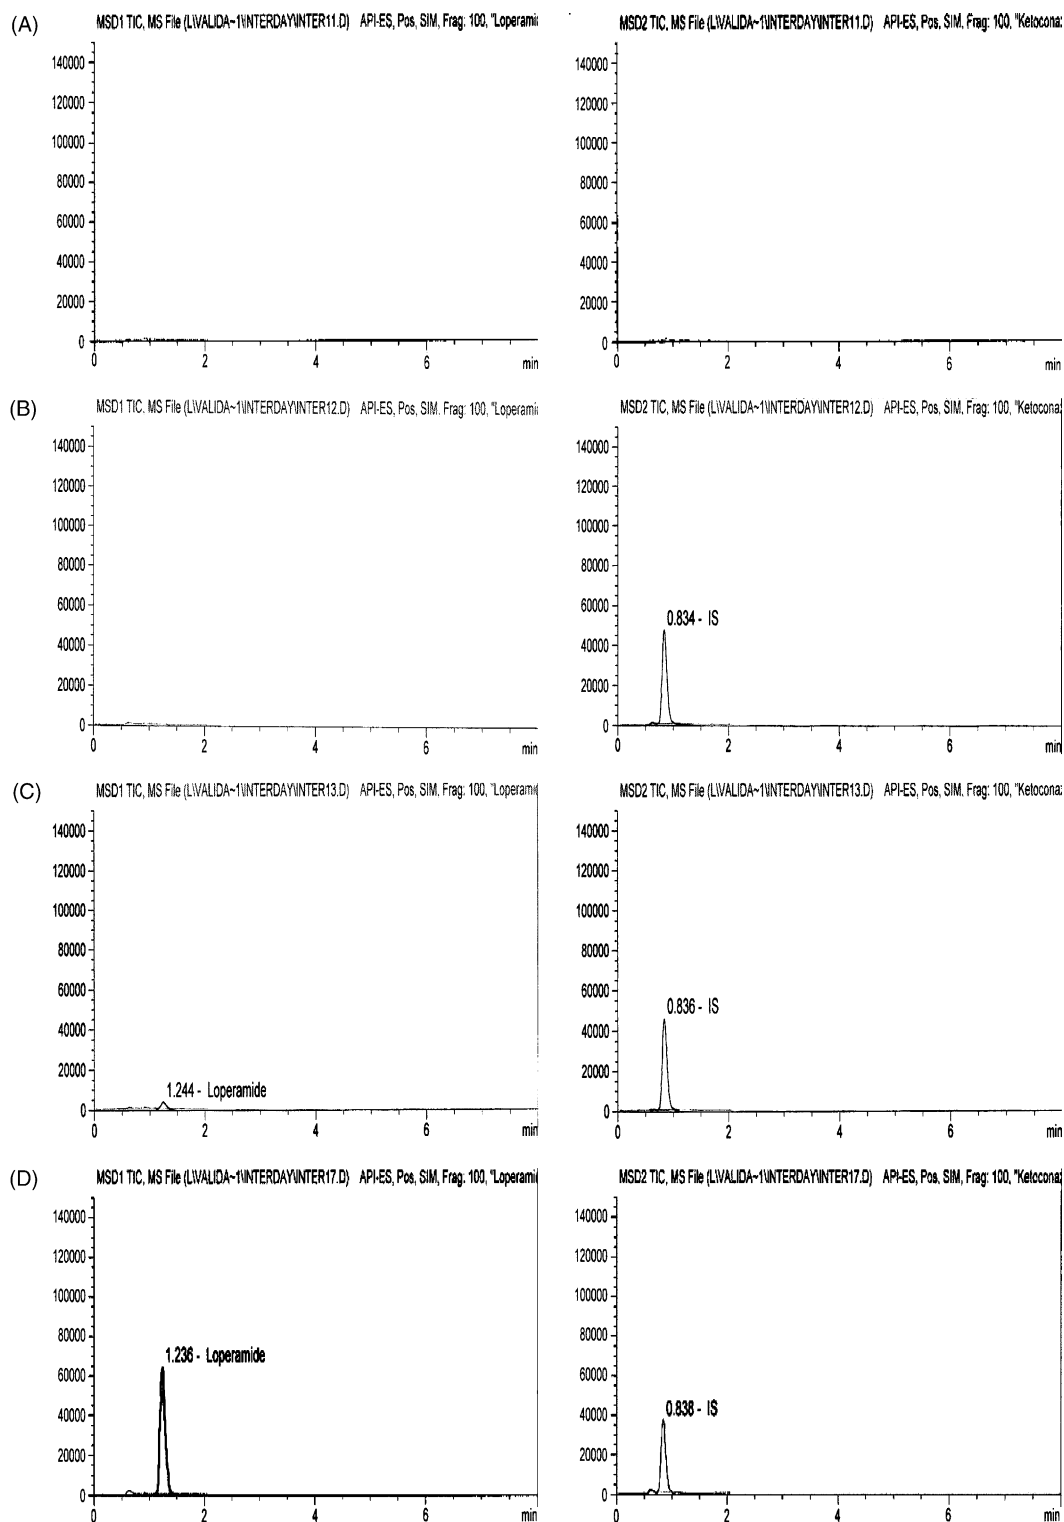 (A)
MSD1 TIC, MS File (L:\VALIDA~1\INTERDAY\INTER11.D) API-ES, Pos, SIM, Frag: 100, "Loperamid
140000
120000
100000
80000
60000
40000
20000
0
0 2 4 6 min
MSD2 TIC, MS File (L:\VALIDA~1\INTERDAY\INTER11.D) API-ES, Pos, SIM, Frag: 100, "Ketoconaz
140000
120000
100000
80000
60000
40000
20000
0
0 2 4 6 min
(B)
MSD1 TIC, MS File (L:\VALIDA~1\INTERDAY\INTER12.D) API-ES, Pos, SIM, Frag: 100, "Loperamid
140000
120000
100000
80000
60000
40000
20000
0
0 2 4 6 min
MSD2 TIC, MS File (L:\VALIDA~1\INTERDAY\INTER12.D) API-ES, Pos, SIM, Frag: 100, "Ketoconaz
140000
120000
100000
80000
60000
0.834 - IS
40000
20000
0
0 2 4 6 min
(C)
MSD1 TIC, MS File (L:\VALIDA~1\INTERDAY\INTER13.D) API-ES, Pos, SIM, Frag: 100, "Loperamid
140000
120000
100000
80000
60000
40000
20000
1.244 - Loperamide
0
0 2 4 6 min
MSD2 TIC, MS File (L:\VALIDA~1\INTERDAY\INTER13.D) API-ES, Pos, SIM, Frag: 100, "Ketoconaz
140000
120000
100000
80000
60000
0.836 - IS
40000
20000
0
0 2 4 6 min
(D)
MSD1 TIC, MS File (L:\VALIDA~1\INTERDAY\INTER17.D) API-ES, Pos, SIM, Frag: 100, "Loperamid
140000
120000
100000
80000
1.236 - Loperamide
60000
40000
20000
0
0 2 4 6 min
MSD2 TIC, MS File (L:\VALIDA~1\INTERDAY\INTER17.D) API-ES, Pos, SIM, Frag: 100, "Ketoconaz
140000
120000
100000
80000
60000
40000
0.838 - IS
20000
0
0 2 4 6 min